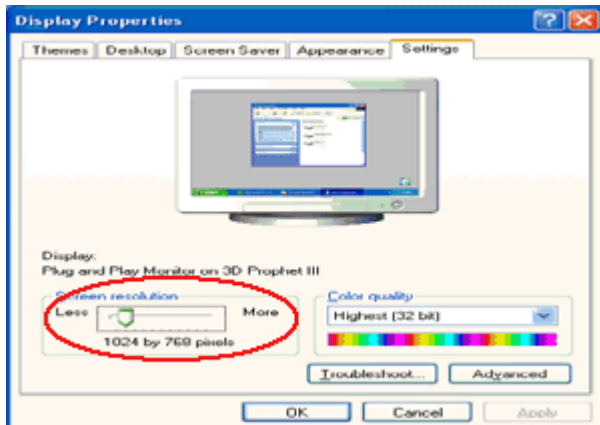 Display Properties
Themes Desktop Screen Saver Appearance Settings
Display:
Plug and Play Monitor on 3D Prophet III
Screen resolution
Less More
1024 by 768 pixels
Color quality
Highest (32 bit)
Troubleshoot... Advanced
OK Cancel Apply